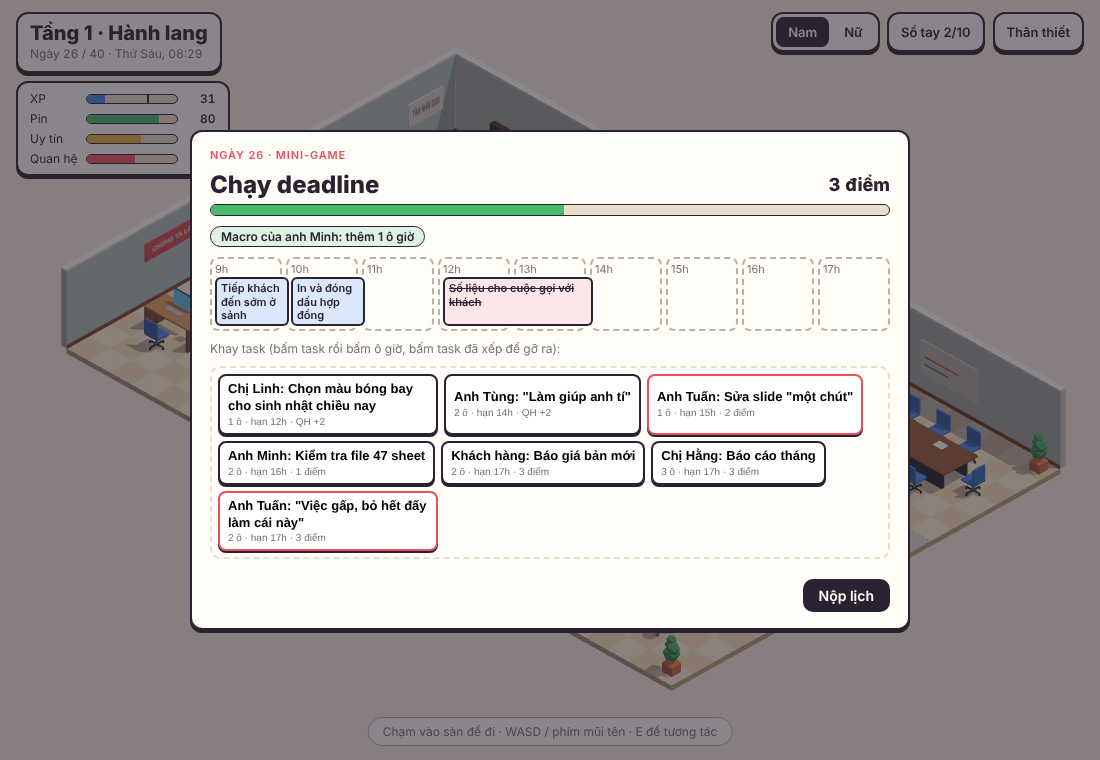 Tầng 1 · Hành lang
Ngày 26 / 40 · Thứ Sáu, 08:29
Nam
Nữ
Sổ tay 2/10
Thân thiết
XP
31
Pin
80
Uy tín
Quan hệ
NGÀY 26 · MINI-GAME
Chạy deadline
3 điểm
Macro của anh Minh: thêm 1 ô giờ
9h
10h
11h
12h
13h
14h
15h
16h
17h
Tiếp khách
đến sớm ở
sảnh
In và đóng
dấu hợp
đồng
Số liệu cho cuộc gọi với
khách
Khay task (bấm task rồi bấm ô giờ, bấm task đã xếp để gỡ ra):
Chị Linh: Chọn màu bóng bay
cho sinh nhật chiều nay
1 ô · hạn 12h · QH +2
Anh Tùng: "Làm giúp anh tí"
2 ô · hạn 14h · QH +2
Anh Tuấn: Sửa slide "một chút"
1 ô · hạn 15h · 2 điểm
Anh Minh: Kiểm tra file 47 sheet
2 ô · hạn 16h · 1 điểm
Khách hàng: Báo giá bản mới
2 ô · hạn 17h · 3 điểm
Chị Hằng: Báo cáo tháng
3 ô · hạn 17h · 3 điểm
Anh Tuấn: "Việc gấp, bỏ hết đấy
làm cái này"
2 ô · hạn 17h · 3 điểm
Nộp lịch
Chạm vào sàn để đi · WASD / phím mũi tên · E để tương tác